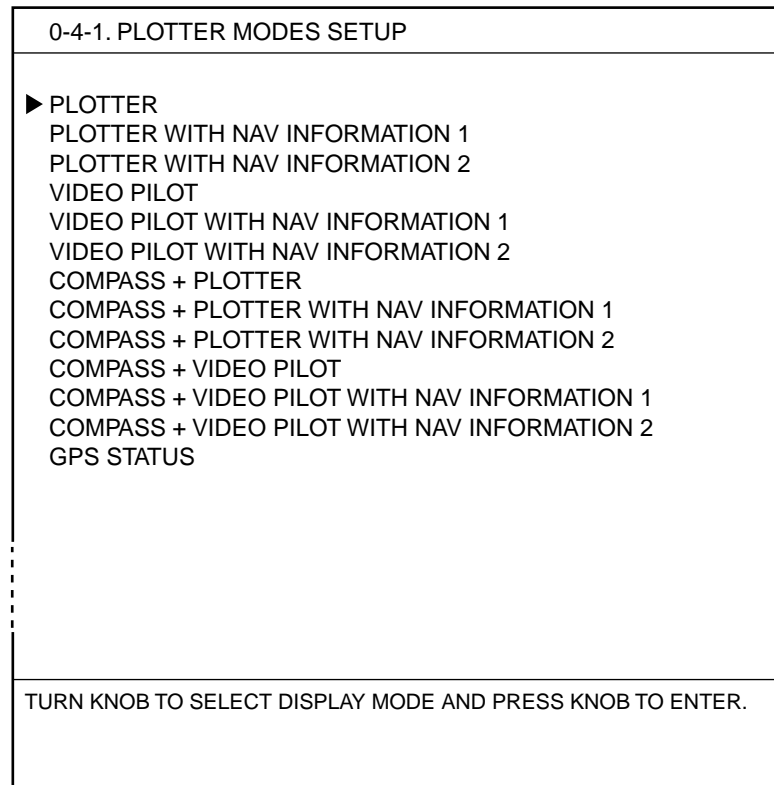 0-4-1. PLOTTER MODES SETUP
PLOTTER
PLOTTER WITH NAV INFORMATION 1
PLOTTER WITH NAV INFORMATION 2
VIDEO PILOT
VIDEO PILOT WITH NAV INFORMATION 1
VIDEO PILOT WITH NAV INFORMATION 2
COMPASS + PLOTTER
COMPASS + PLOTTER WITH NAV INFORMATION 1
COMPASS + PLOTTER WITH NAV INFORMATION 2
COMPASS + VIDEO PILOT
COMPASS + VIDEO PILOT WITH NAV INFORMATION 1
COMPASS + VIDEO PILOT WITH NAV INFORMATION 2
GPS STATUS
TURN KNOB TO SELECT DISPLAY MODE AND PRESS KNOB TO ENTER.